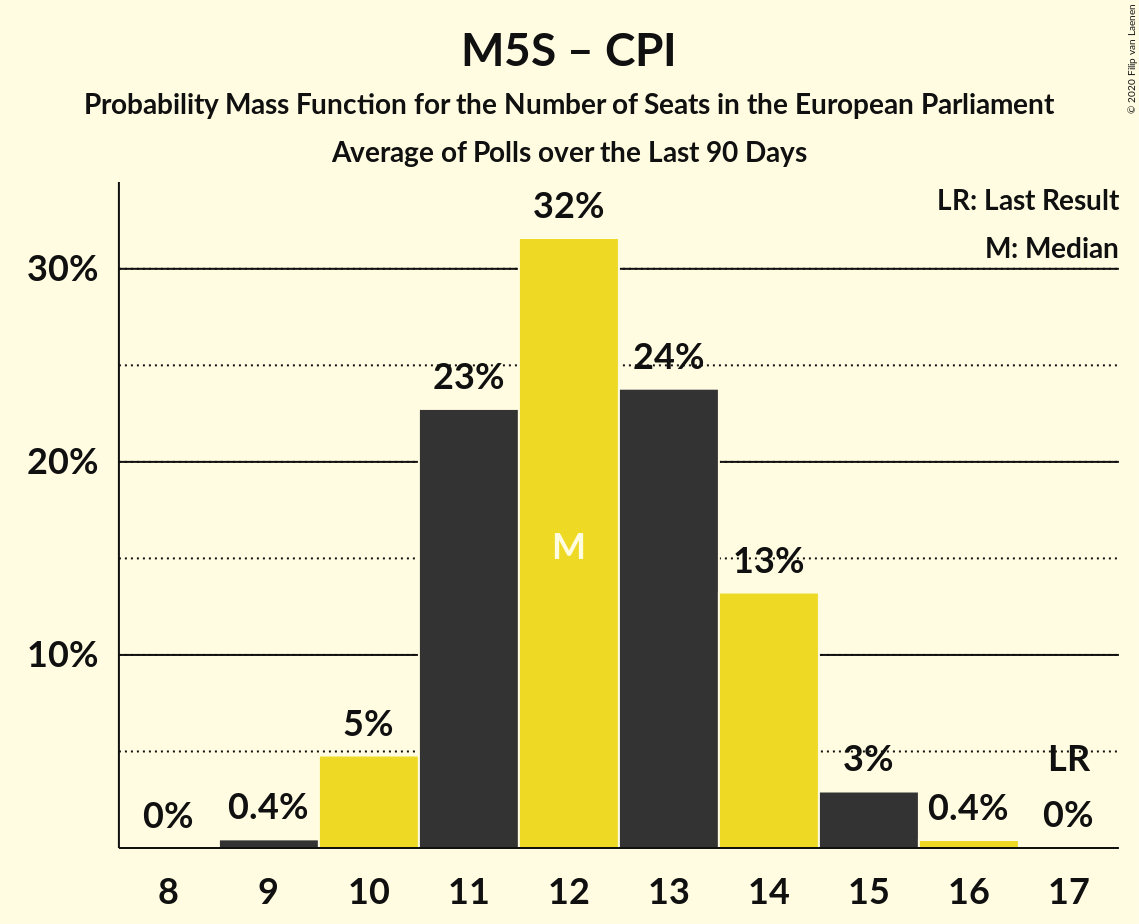 M5S – CPI
Probability Mass Function for the Number of Seats in the European Parliament
Average of Polls over the Last 90 Days
© 2020 Filip van Laenen
LR: Last Result
M: Median
30%
20%
10%
0%
0.4%
5%
23%
32%
M
24%
13%
3%
0.4%
LR
0%
8
9
10
11
12
13
14
15
16
17